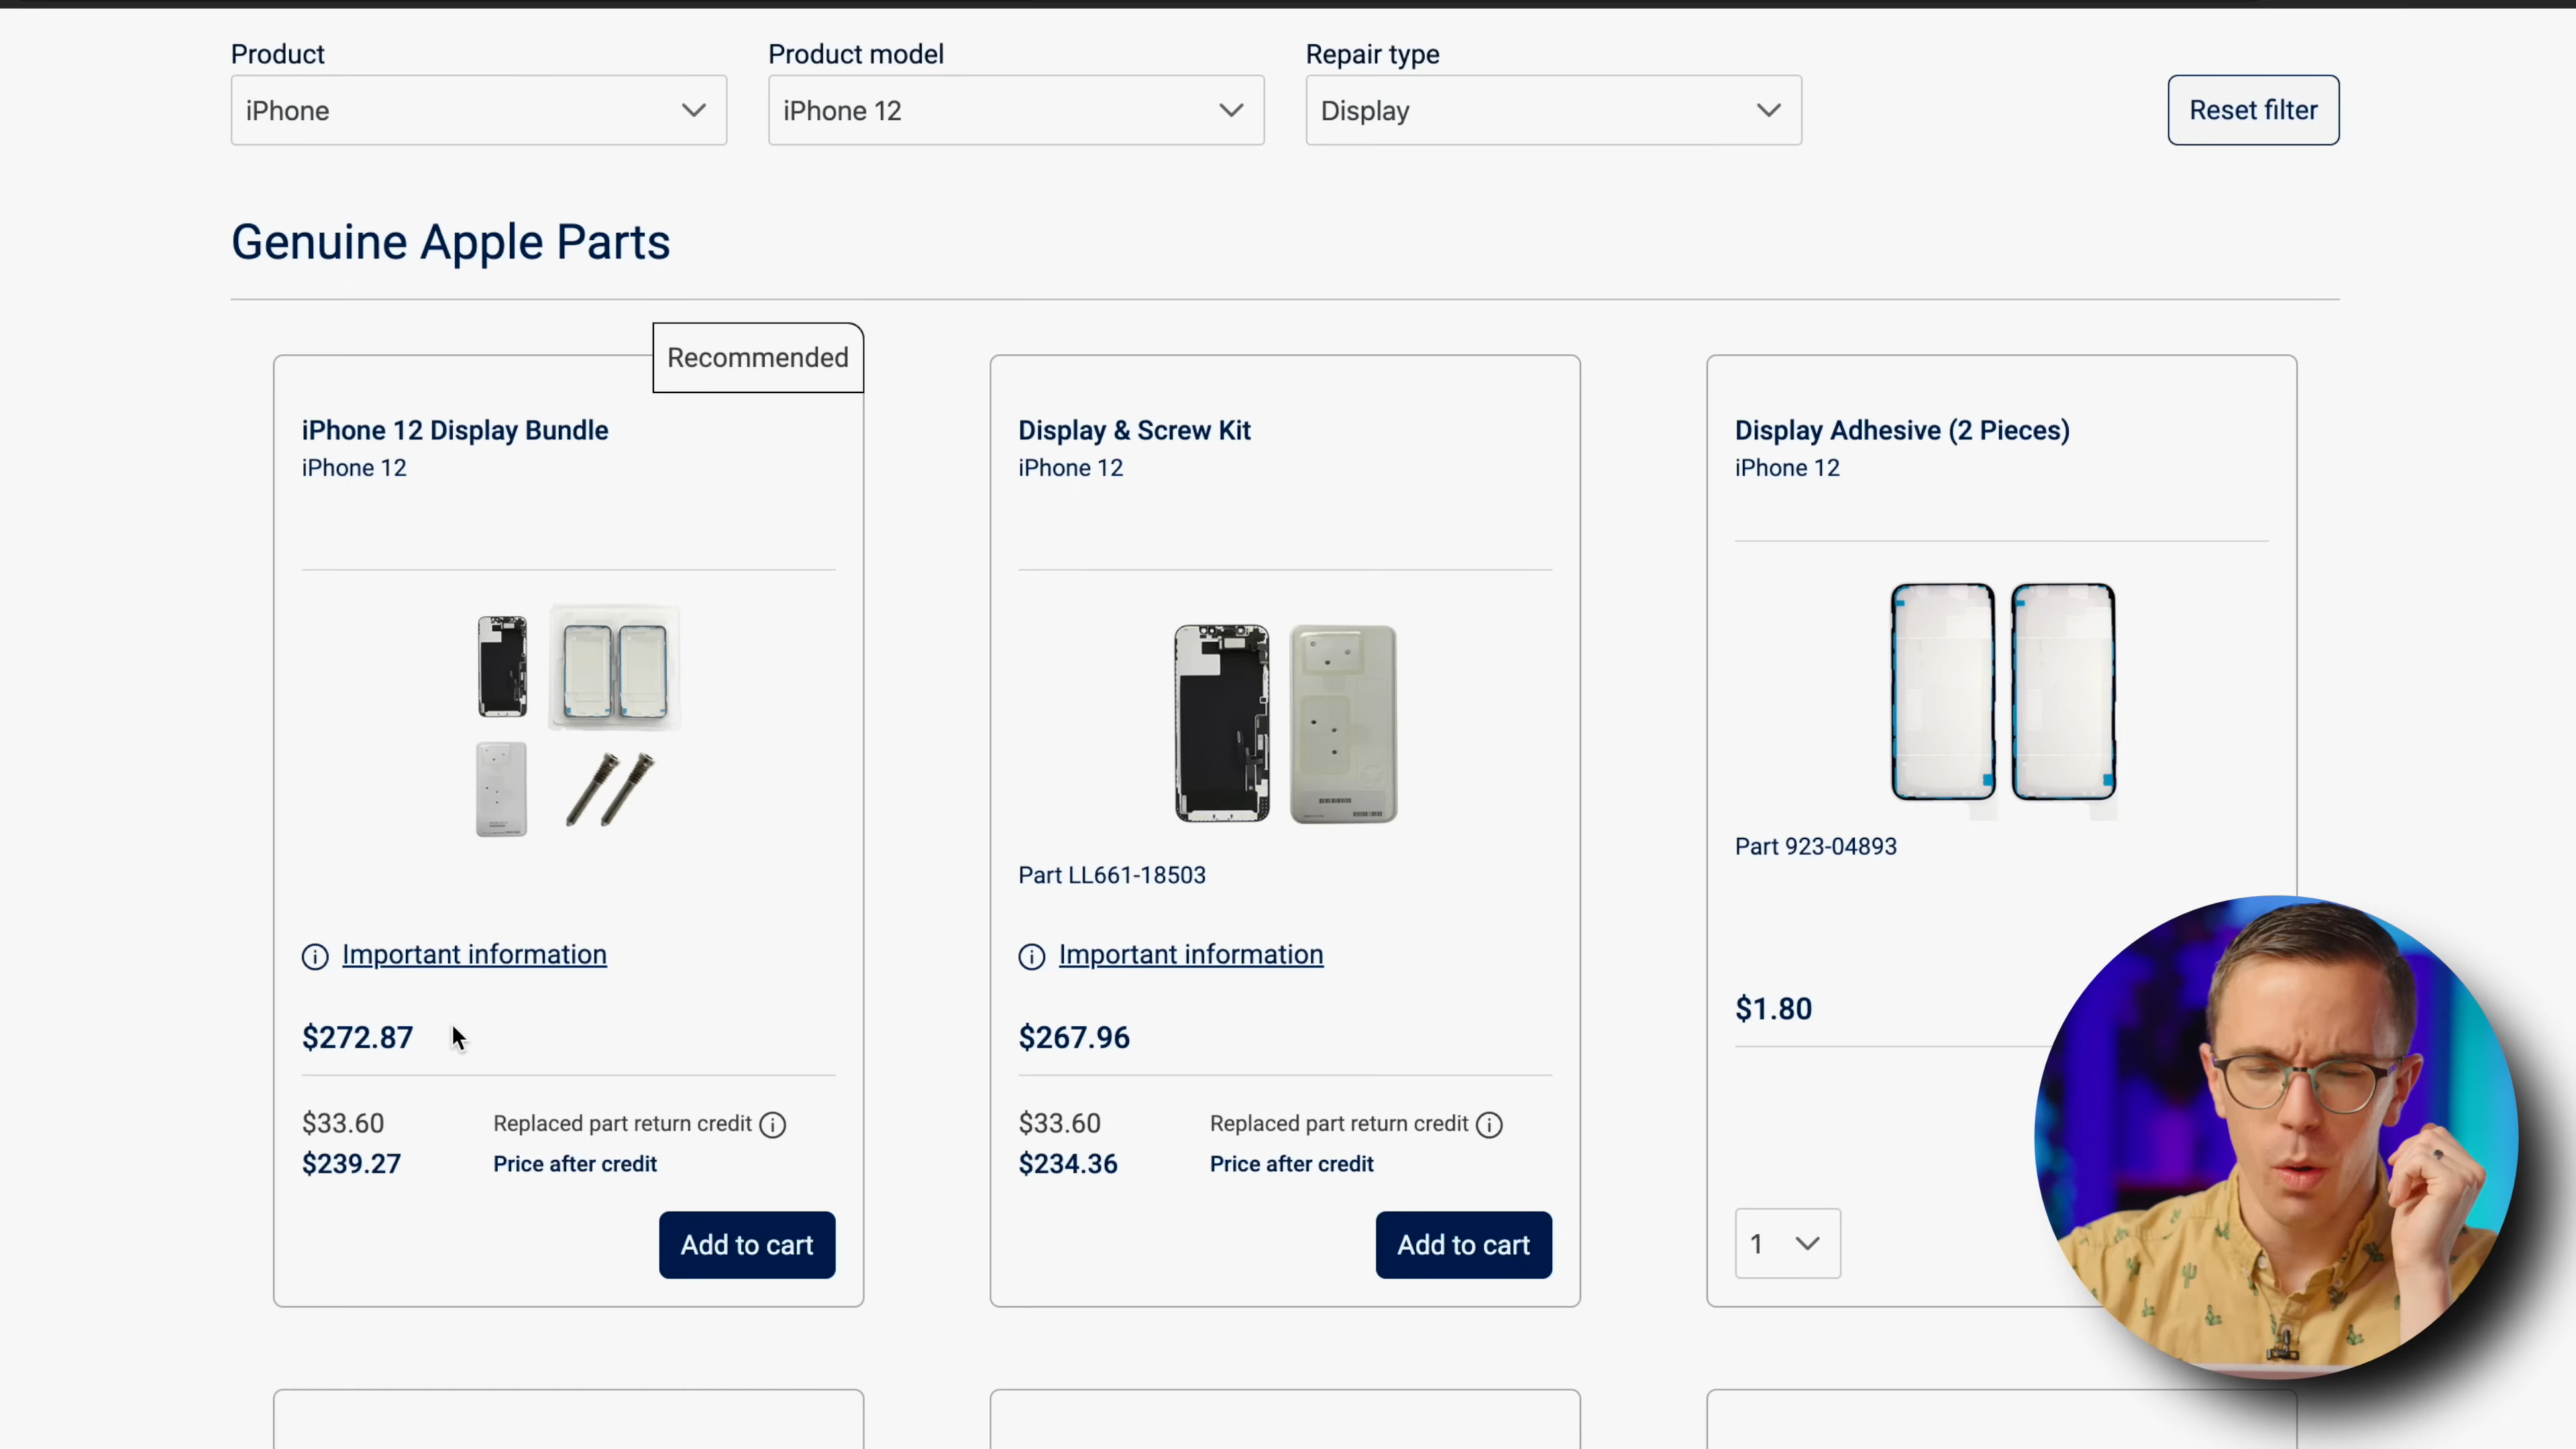 Product
Product model
Repair type
iPhone
iPhone 12
Display
Reset filter
Genuine Apple Parts
Recommended
iPhone 12 Display Bundle
iPhone 12
Important information
$272.87
$33.60 Replaced part return credit
$239.27 Price after credit
Add to cart
Display & Screw Kit
iPhone 12
Part LL661-18503
Important information
$267.96
$33.60 Replaced part return credit
$234.36 Price after credit
Add to cart
Display Adhesive (2 Pieces)
iPhone 12
Part 923-04893
$1.80
1